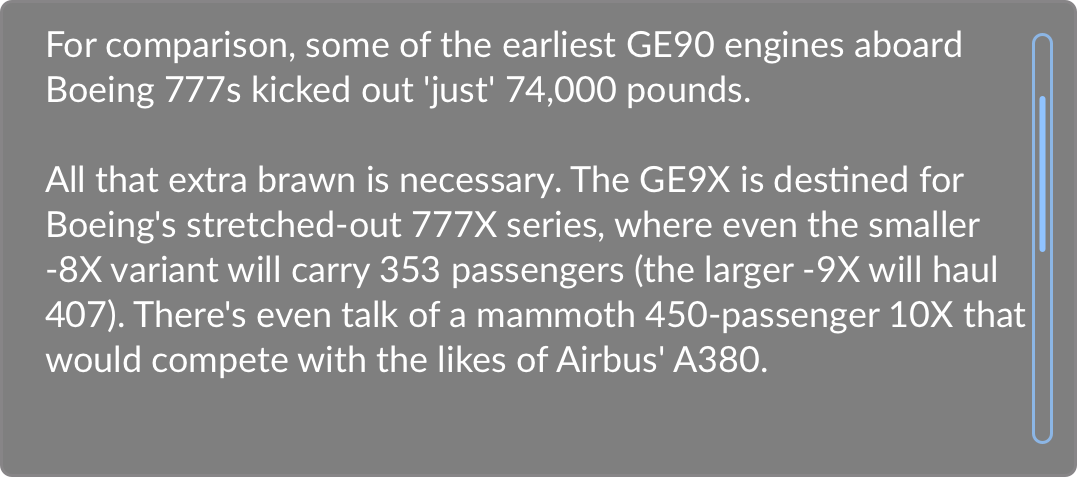 For comparison, some of the earliest GE90 engines aboard
Boeing 777s kicked out 'just' 74,000 pounds.
All that extra brawn is necessary. The GE9X is destined for
Boeing's stretched-out 777X series, where even the smaller
-8X variant will carry 353 passengers (the larger -9X will haul
407). There's even talk of a mammoth 450-passenger 10X that
would compete with the likes of Airbus' A380.